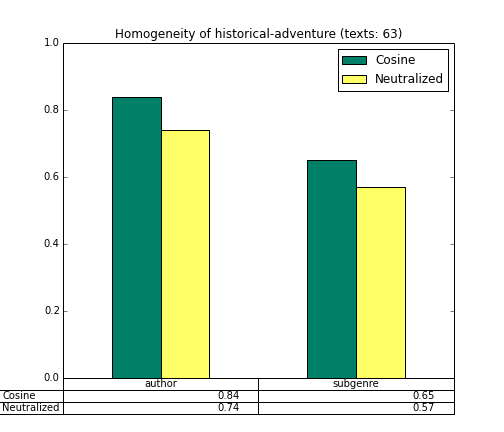 Homogeneity of historical-adventure (texts: 63)
1.0
Cosine
Neutralized
0.8
0.6
0.4
0.2
0.0
author subgenre
Cosine 0.84 0.65
Neutralized 0.74 0.57